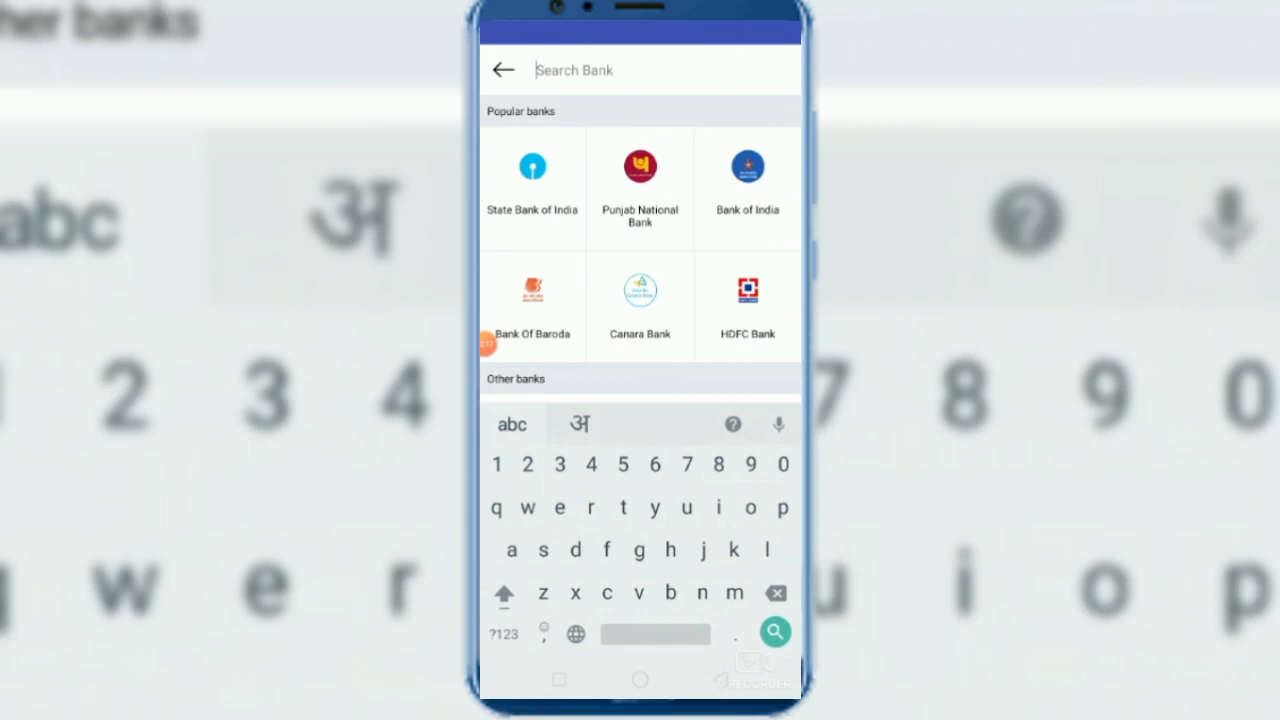 her banks
Search Bank
Popular banks
State Bank of India
Punjab National
Bank
Bank of India
Bank Of Baroda
Canara Bank
HDFC Bank
Other banks
abc अ
abc अ
1 2 3 4 5 6 7 8 9 0
2 3 4 7 8 9 0
q w e r t y u i o p
a s d f g h j k l
z x c v b n m
q w e r u i o p
?123 , .
RECORDER